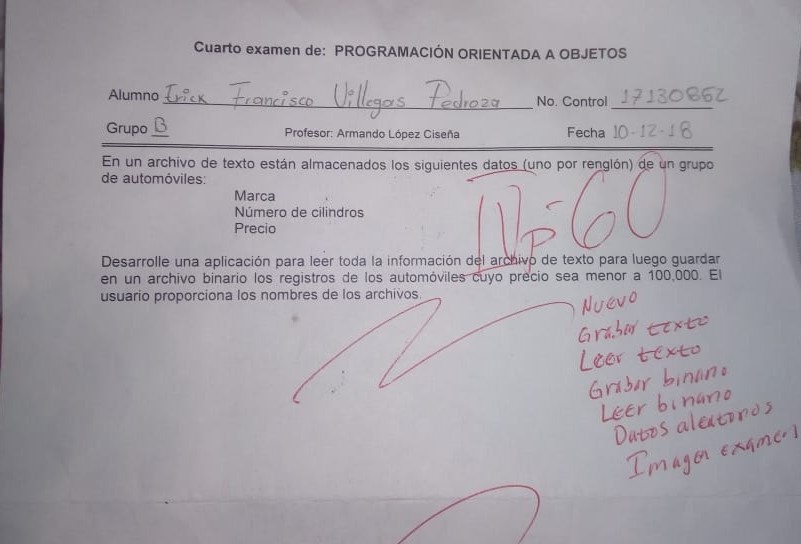 Cuarto examen de: PROGRAMACIÓN ORIENTADA A OBJETOS
Alumno Irick Francisco Villegas Pedroza No. Control 17130862
Grupo B Profesor: Armando López Ciseña Fecha 10-12-18
En un archivo de texto están almacenados los siguientes datos (uno por renglón) de un grupo
de automóviles:
Marca
Número de cilindros
Precio
60
Desarrolle una aplicación para leer toda la información del archivo de texto para luego guardar
en un archivo binario los registros de los automóviles cuyo precio sea menor a 100,000. El
usuario proporciona los nombres de los archivos.
Nuevo
Grabar texto
Leer texto
Grabar binario
Leer binario
Datos aleatorios
Imagen examen